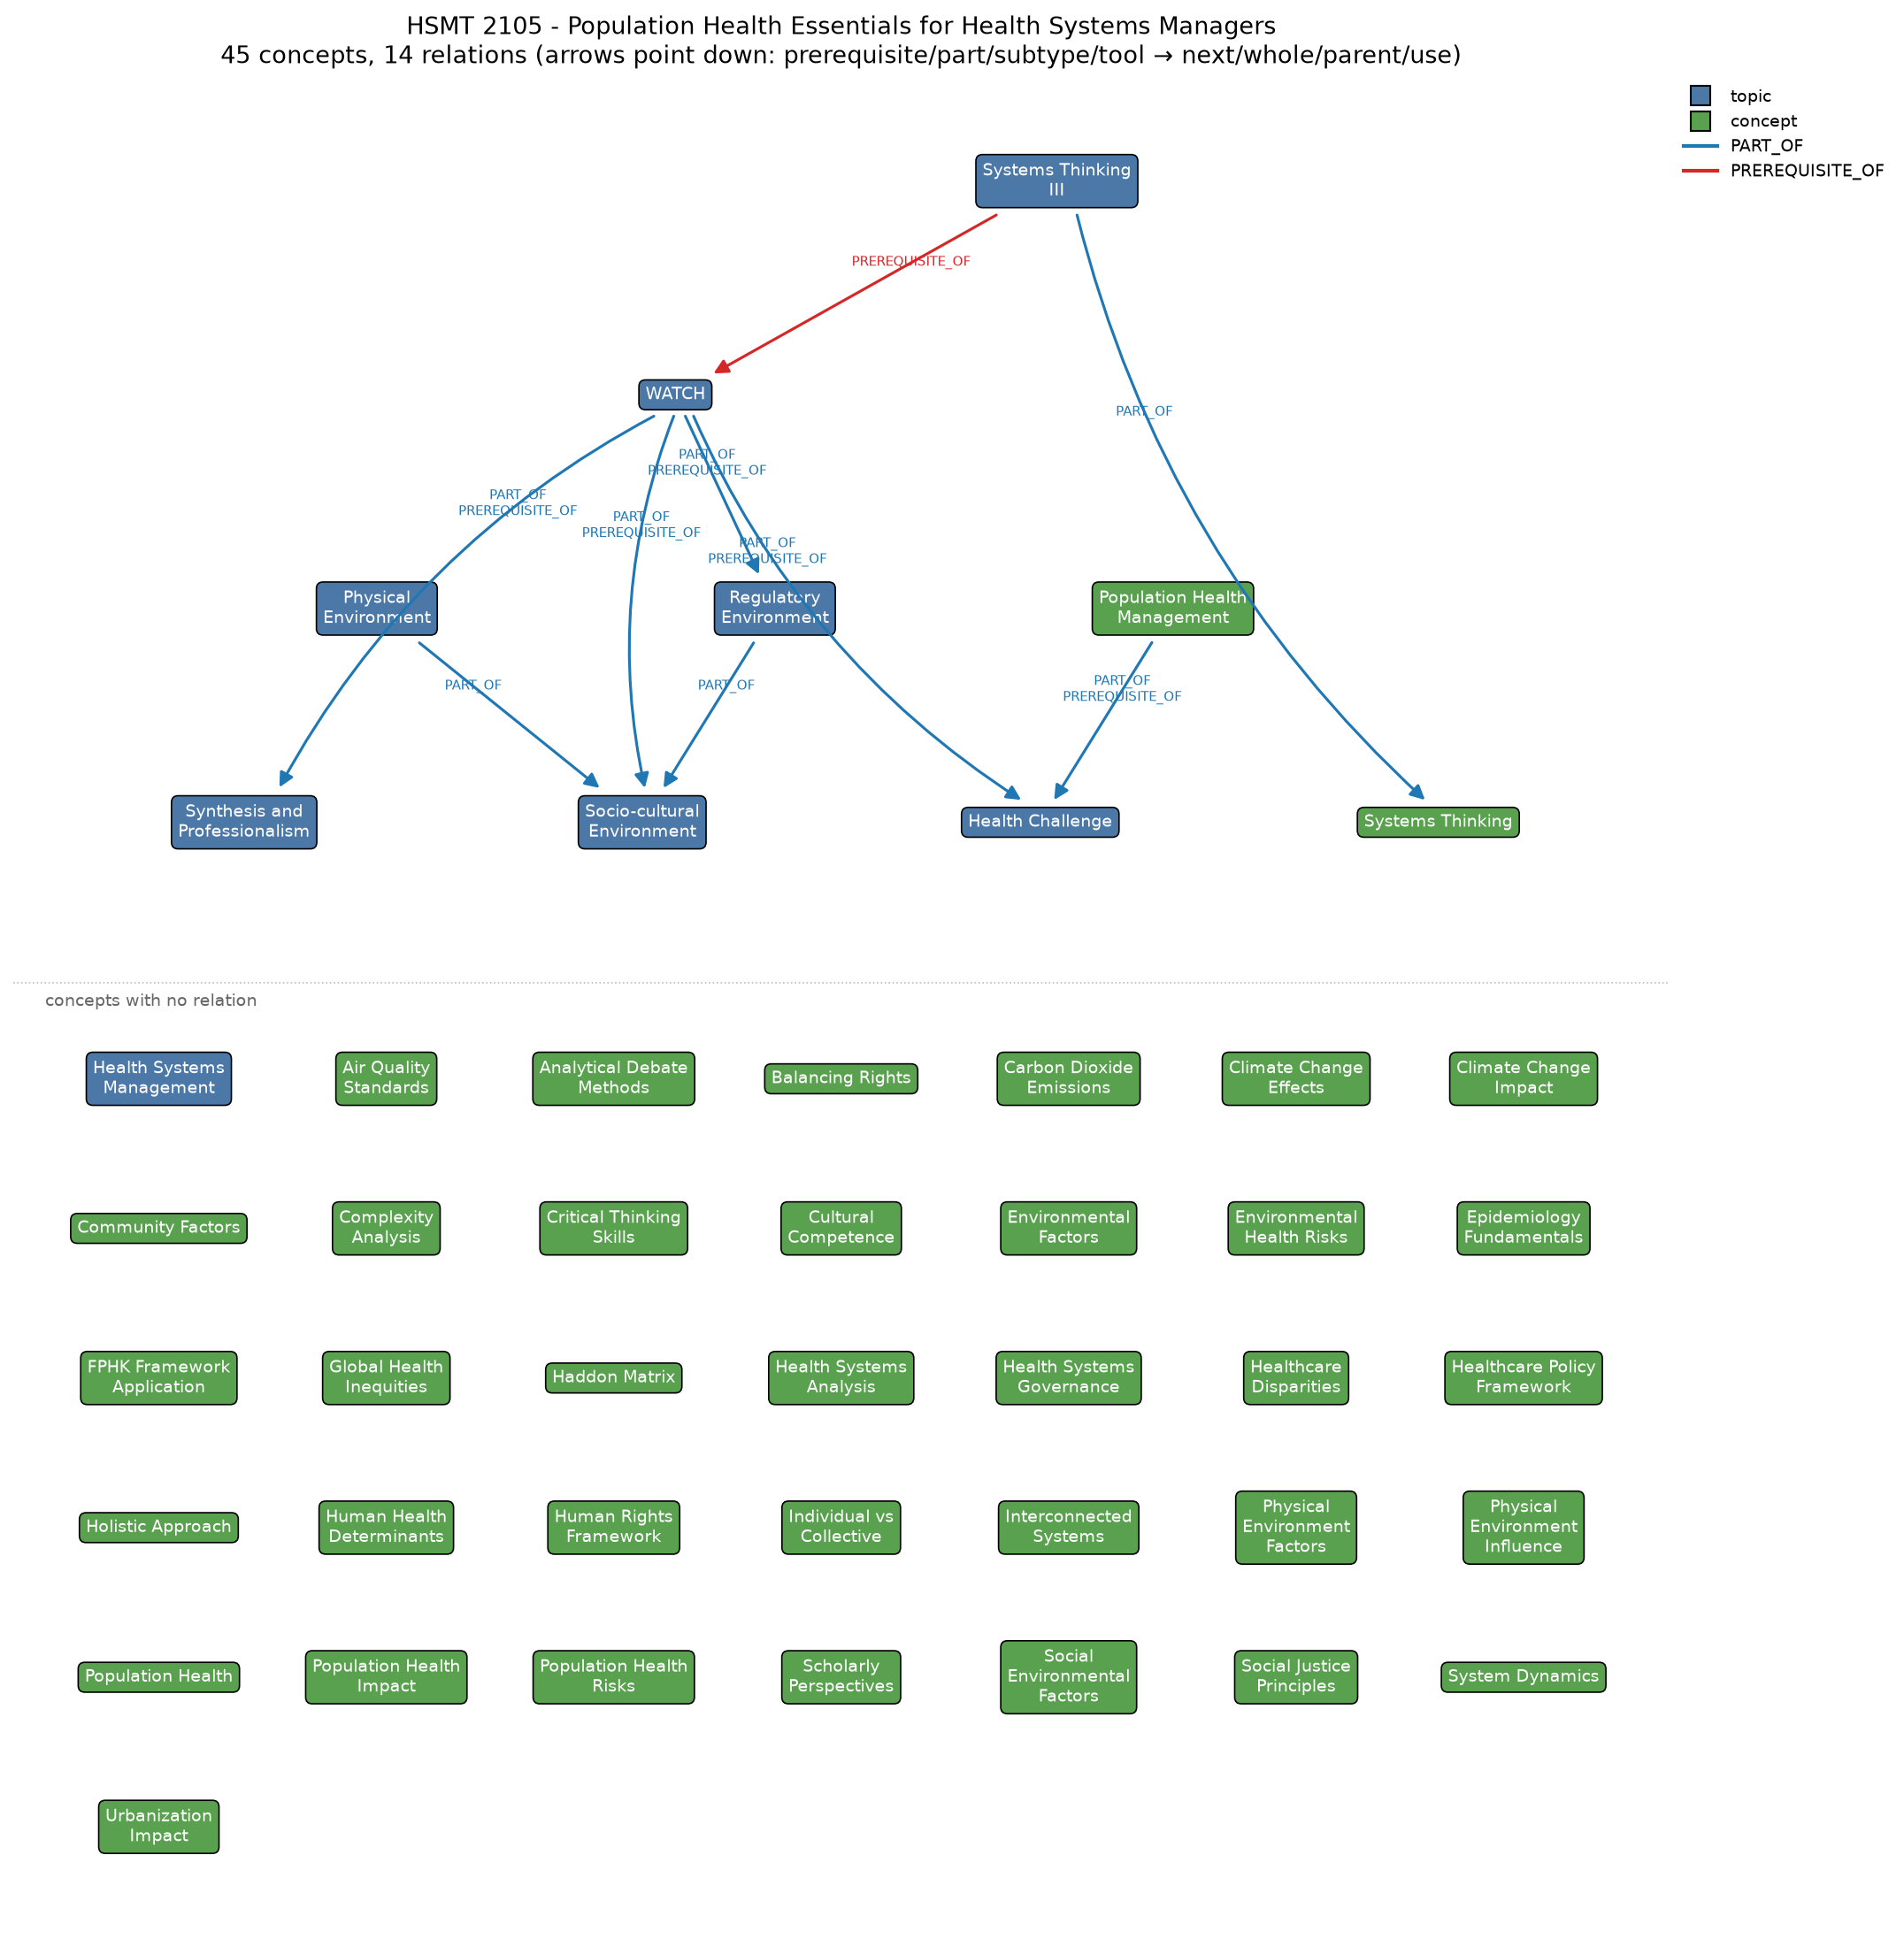 HSMT 2105 - Population Health Essentials for Health Systems Managers
45 concepts, 14 relations (arrows point down: prerequisite/part/subtype/tool → next/whole/parent/use)
topic
concept
PART_OF
PREREQUISITE_OF
Systems Thinking
III
PREREQUISITE_OF
WATCH
PART_OF
PART_OF
PREREQUISITE_OF
PART_OF
PREREQUISITE_OF
PART_OF
PREREQUISITE_OF
PART_OF
PREREQUISITE_OF
Physical
Environment
Regulatory
Environment
Population Health
Management
PART_OF
PART_OF
PART_OF
PREREQUISITE_OF
Synthesis and
Professionalism
Socio-cultural
Environment
Health Challenge
Systems Thinking
concepts with no relation
Health Systems
Management
Air Quality
Standards
Analytical Debate
Methods
Balancing Rights
Carbon Dioxide
Emissions
Climate Change
Effects
Climate Change
Impact
Community Factors
Complexity
Analysis
Critical Thinking
Skills
Cultural
Competence
Environmental
Factors
Environmental
Health Risks
Epidemiology
Fundamentals
FPHK Framework
Application
Global Health
Inequities
Haddon Matrix
Health Systems
Analysis
Health Systems
Governance
Healthcare
Disparities
Healthcare Policy
Framework
Holistic Approach
Human Health
Determinants
Human Rights
Framework
Individual vs
Collective
Interconnected
Systems
Physical
Environment
Factors
Physical
Environment
Influence
Population Health
Population Health
Impact
Population Health
Risks
Scholarly
Perspectives
Social
Environmental
Factors
Social Justice
Principles
System Dynamics
Urbanization
Impact